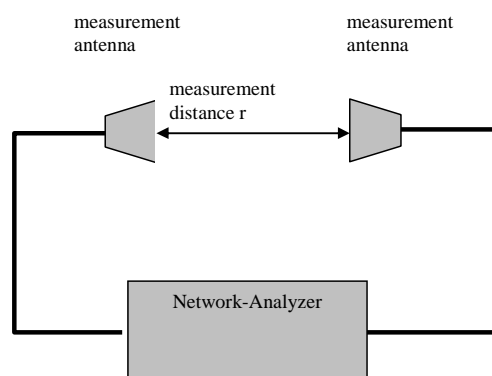 measurement
antenna
measurement
antenna
measurement
distance r
Network-Analyzer